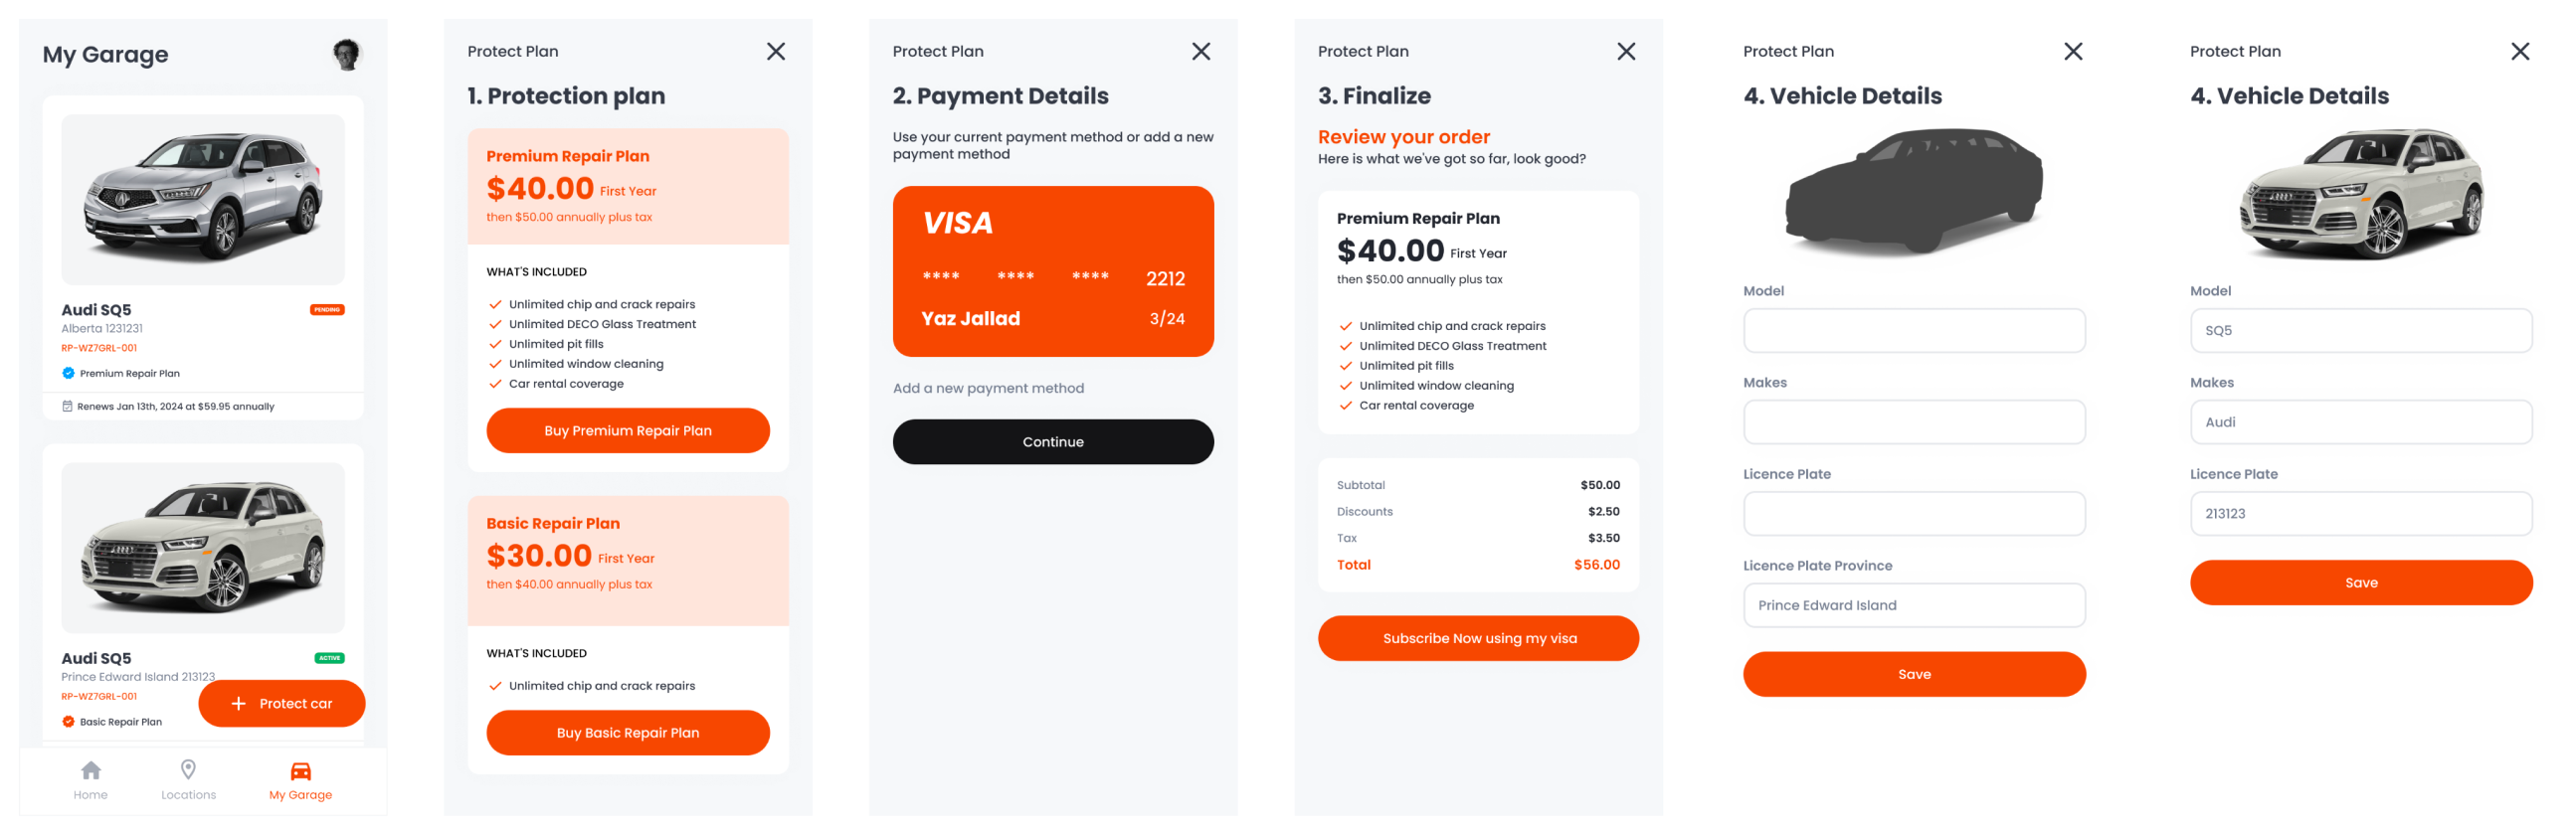 My Garage
Audi SQ5
PENDING
Alberta 1231231
RP-WZ7GRL-001
Premium Repair Plan
Renews Jan 13th, 2024 at $59.95 annually
Audi SQ5
ACTIVE
Prince Edward Island 213123
RP-WZ7GRL-001
Protect car
Basic Repair Plan
Home
Locations
My Garage
Protect Plan
1. Protection plan
Premium Repair Plan
$40.00 First Year
then $50.00 annually plus tax
WHAT'S INCLUDED
Unlimited chip and crack repairs
Unlimited DECO Glass Treatment
Unlimited pit fills
Unlimited window cleaning
Car rental coverage
Buy Premium Repair Plan
Basic Repair Plan
$30.00 First Year
then $40.00 annually plus tax
WHAT'S INCLUDED
Unlimited chip and crack repairs
Buy Basic Repair Plan
Protect Plan
2. Payment Details
Use your current payment method or add a new
payment method
VISA
**** **** **** 2212
Yaz Jallad 3/24
Add a new payment method
Continue
Protect Plan
3. Finalize
Review your order
Here is what we've got so far, look good?
Premium Repair Plan
$40.00 First Year
then $50.00 annually plus tax
Unlimited chip and crack repairs
Unlimited DECO Glass Treatment
Unlimited pit fills
Unlimited window cleaning
Car rental coverage
Subtotal $50.00
Discounts $2.50
Tax $3.50
Total $56.00
Subscribe Now using my visa
Protect Plan
4. Vehicle Details
Model
Makes
Licence Plate
Licence Plate Province
Prince Edward Island
Save
Protect Plan
4. Vehicle Details
Model
SQ5
Makes
Audi
Licence Plate
213123
Save